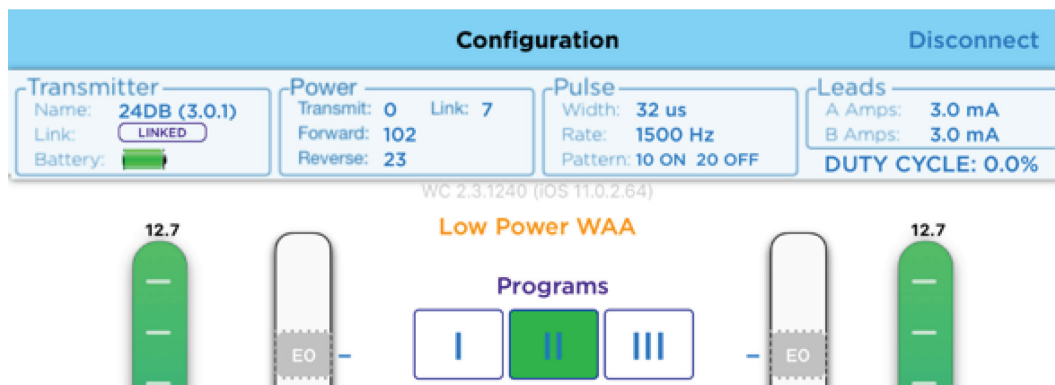 Configuration
Disconnect
Transmitter
Name: 24DB (3.0.1)
Link: LINKED
Battery:
Power
Transmit: 0 Link: 7
Forward: 102
Reverse: 23
Pulse
Width: 32 us
Rate: 1500 Hz
Pattern: 10 ON 20 OFF
Leads
A Amps: 3.0 mA
B Amps: 3.0 mA
DUTY CYCLE: 0.0%
WC 2.3.1240 (iOS 11.0.2.64)
Low Power WAA
12.7
12.7
Programs
I II III
E0
E0